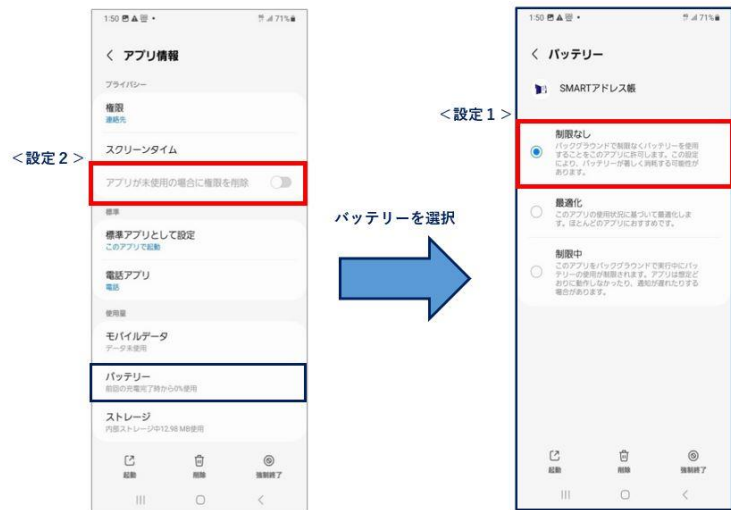 1:50
71%
アプリ情報
プライバシー
権限
連絡先
スクリーンタイム
<設定２>
アプリが未使用の場合に権限を削除
標準
標準アプリとして設定
このアプリで起動
電話アプリ
電話
使用量
モバイルデータ
データ未使用
バッテリー
前回の充電完了時から0%使用
ストレージ
内部ストレージ中12.98 MB使用
起動
削除
強制終了
バッテリーを選択
1:50
71%
バッテリー
SMARTアドレス帳
<設定１>
制限なし
バックグラウンドで制限なくバッテリーを使用
することをこのアプリに許可します。この設定
により、バッテリーが著しく消耗する可能性が
あります。
最適化
このアプリの使用状況に基づいて最適化しま
す。ほとんどのアプリにおすすめです。
制限中
このアプリをバックグラウンドで実行中にバッ
テリーの使用が制限されます。アプリは想定ど
おりに動作しなかったり、通知が遅れたりする
場合があります。
起動
削除
強制終了